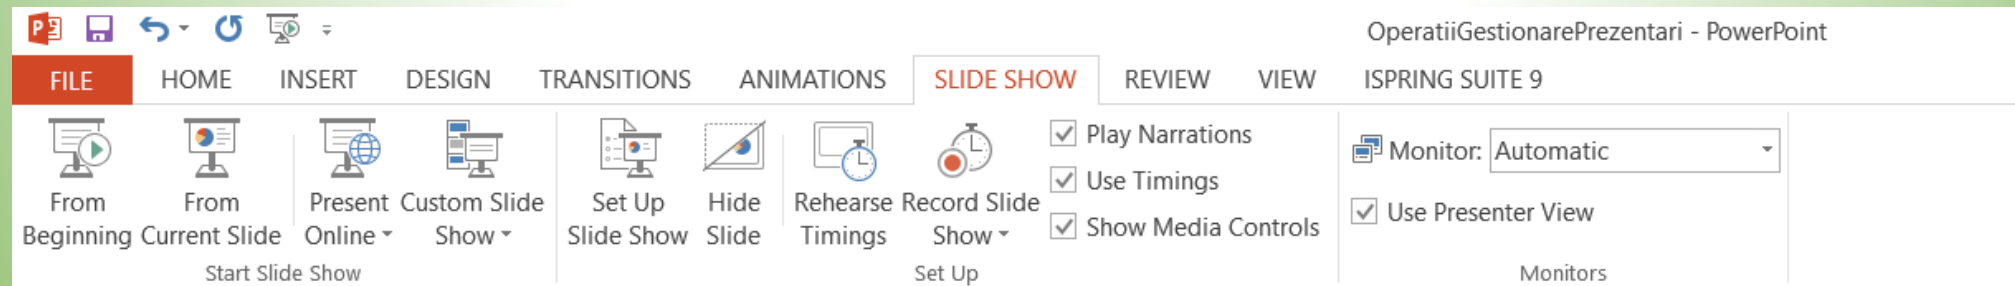 OperatiiGestionarePrezentari - PowerPoint
FILE HOME INSERT DESIGN TRANSITIONS ANIMATIONS SLIDE SHOW REVIEW VIEW ISPRING SUITE 9
From Beginning
From Current Slide
Present Online
Custom Slide Show
Start Slide Show
Set Up Slide Show
Hide Slide
Rehearse Timings
Record Slide Show
Play Narrations
Use Timings
Show Media Controls
Set Up
Monitor: Automatic
Use Presenter View
Monitors